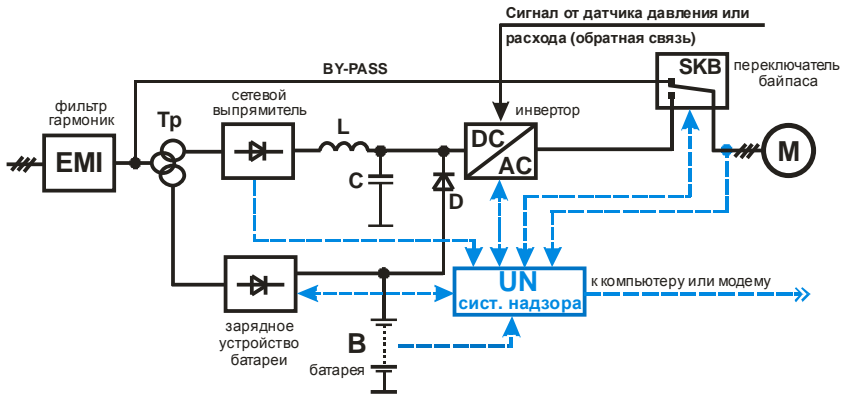 Сигнал от датчика давления или
расхода (обратная связь)
BY-PASS
SKB
переключатель
байпаса
фильтр
гармоник
Тр
сетевой
выпрямитель
L
инвертор
EMI
DC
AC
C
D
M
UN
сист. надзора
к компьютеру или модему
зарядное
устройство
батареи
B
батарея